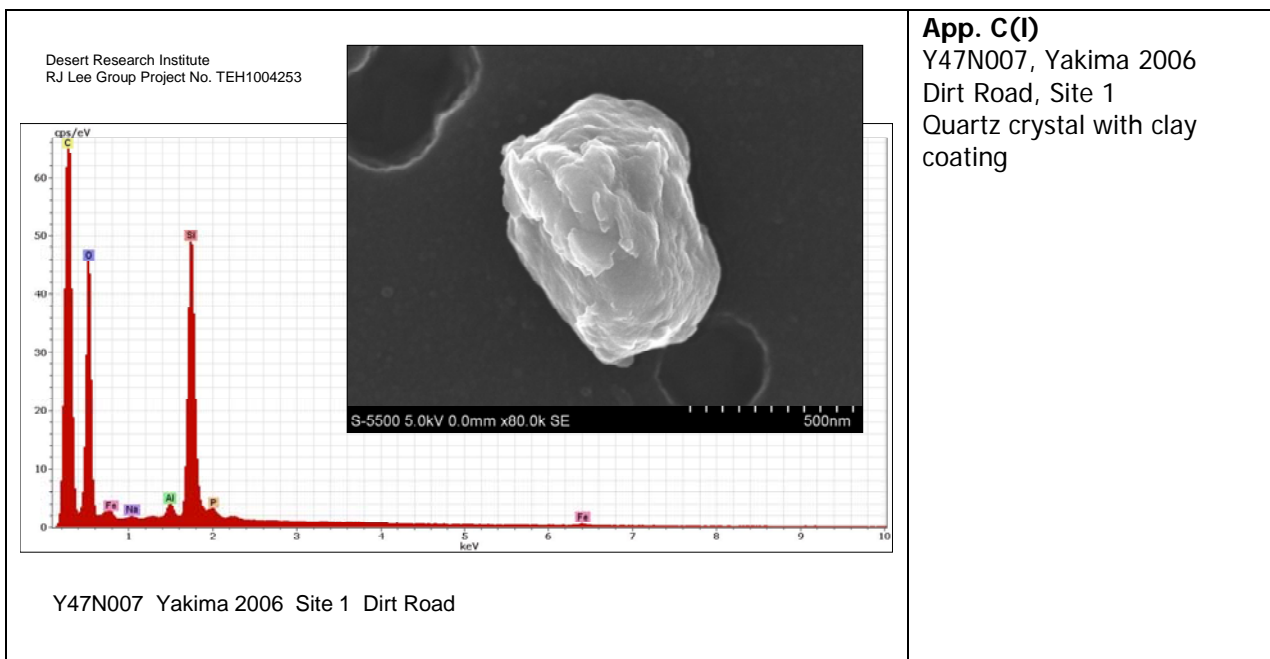 Desert Research Institute
RJ Lee Group Project No. TEH1004253
cps/eV
C
60
50
40
30
20
10
0
O
Si
Fe
Na
Al
P
Fe
1
2
3
4
5
6
7
8
9
10
keV
S-5500 5.0kV 0.0mm x80.0k SE
500nm
Y47N007 Yakima 2006 Site 1 Dirt Road
App. C(I)
Y47N007, Yakima 2006
Dirt Road, Site 1
Quartz crystal with clay
coating